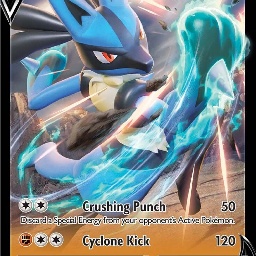 V
Crushing Punch 50
Discard a Special Energy from your opponent's Active Pokémon.
Cyclone Kick 120